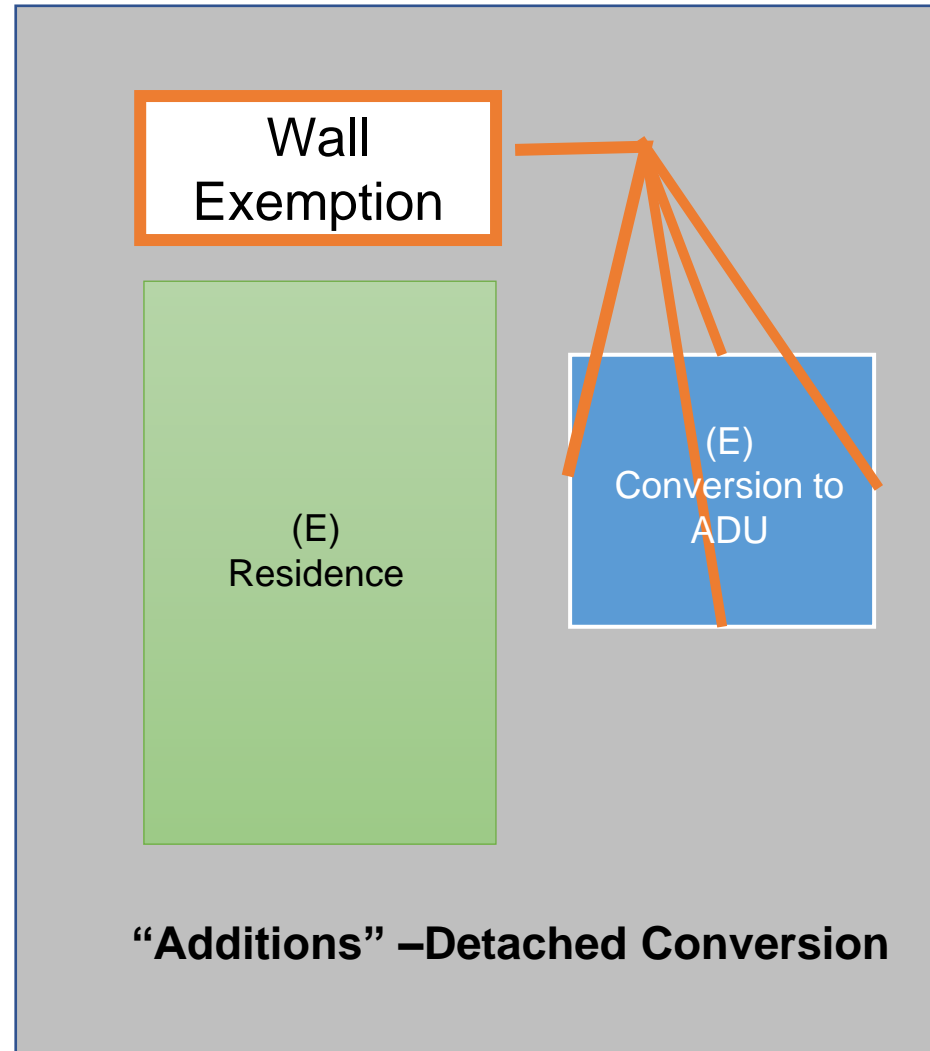 Wall
Exemption
(E)
Conversion to
ADU
(E)
Residence
“Additions” –Detached Conversion